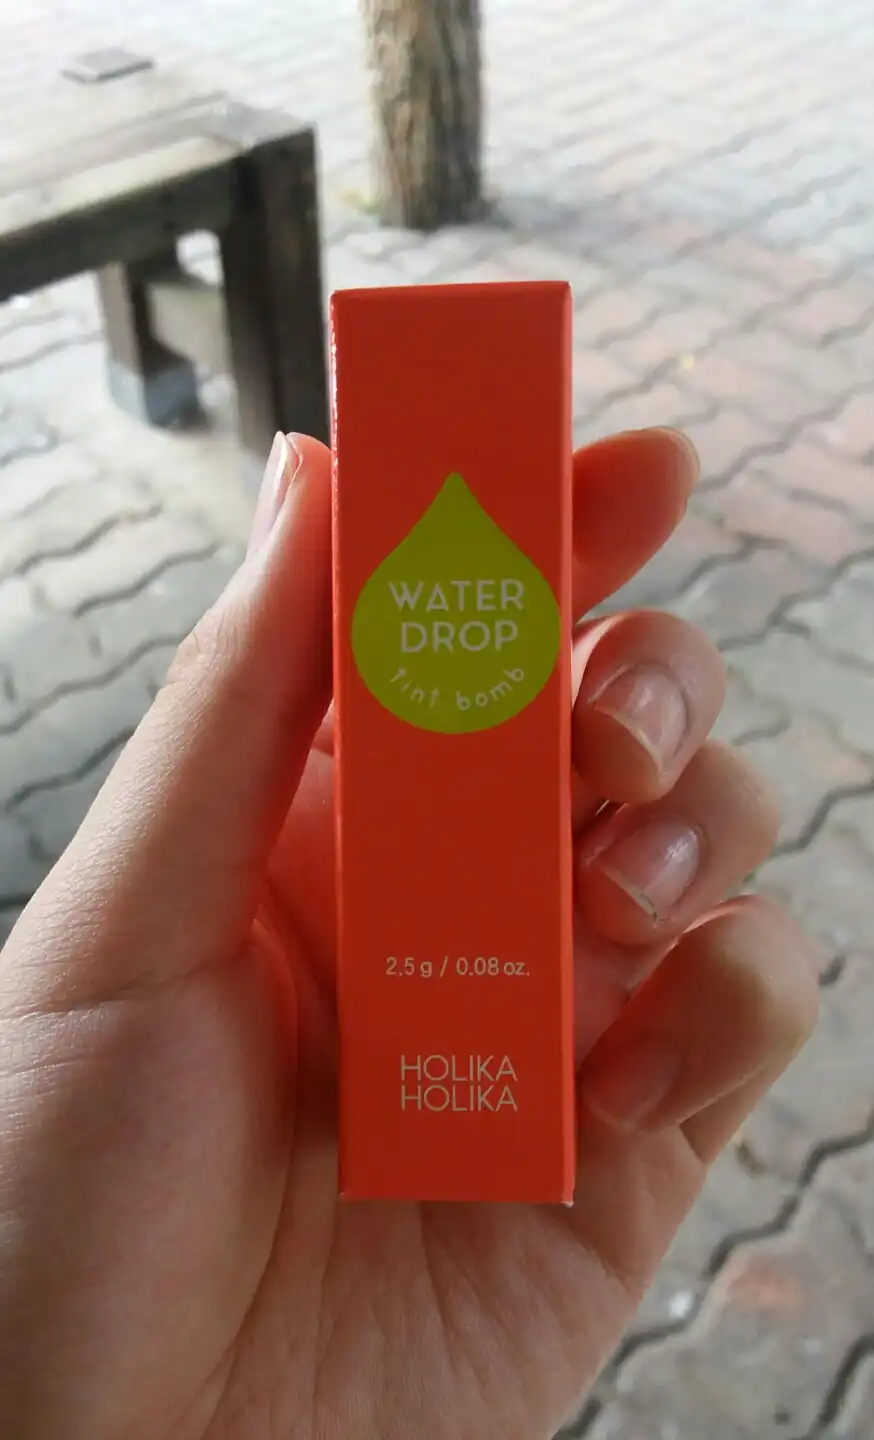 WATER
DROP
tint bomb
2.5 g / 0.08 oz.
HOLIKA
HOLIKA